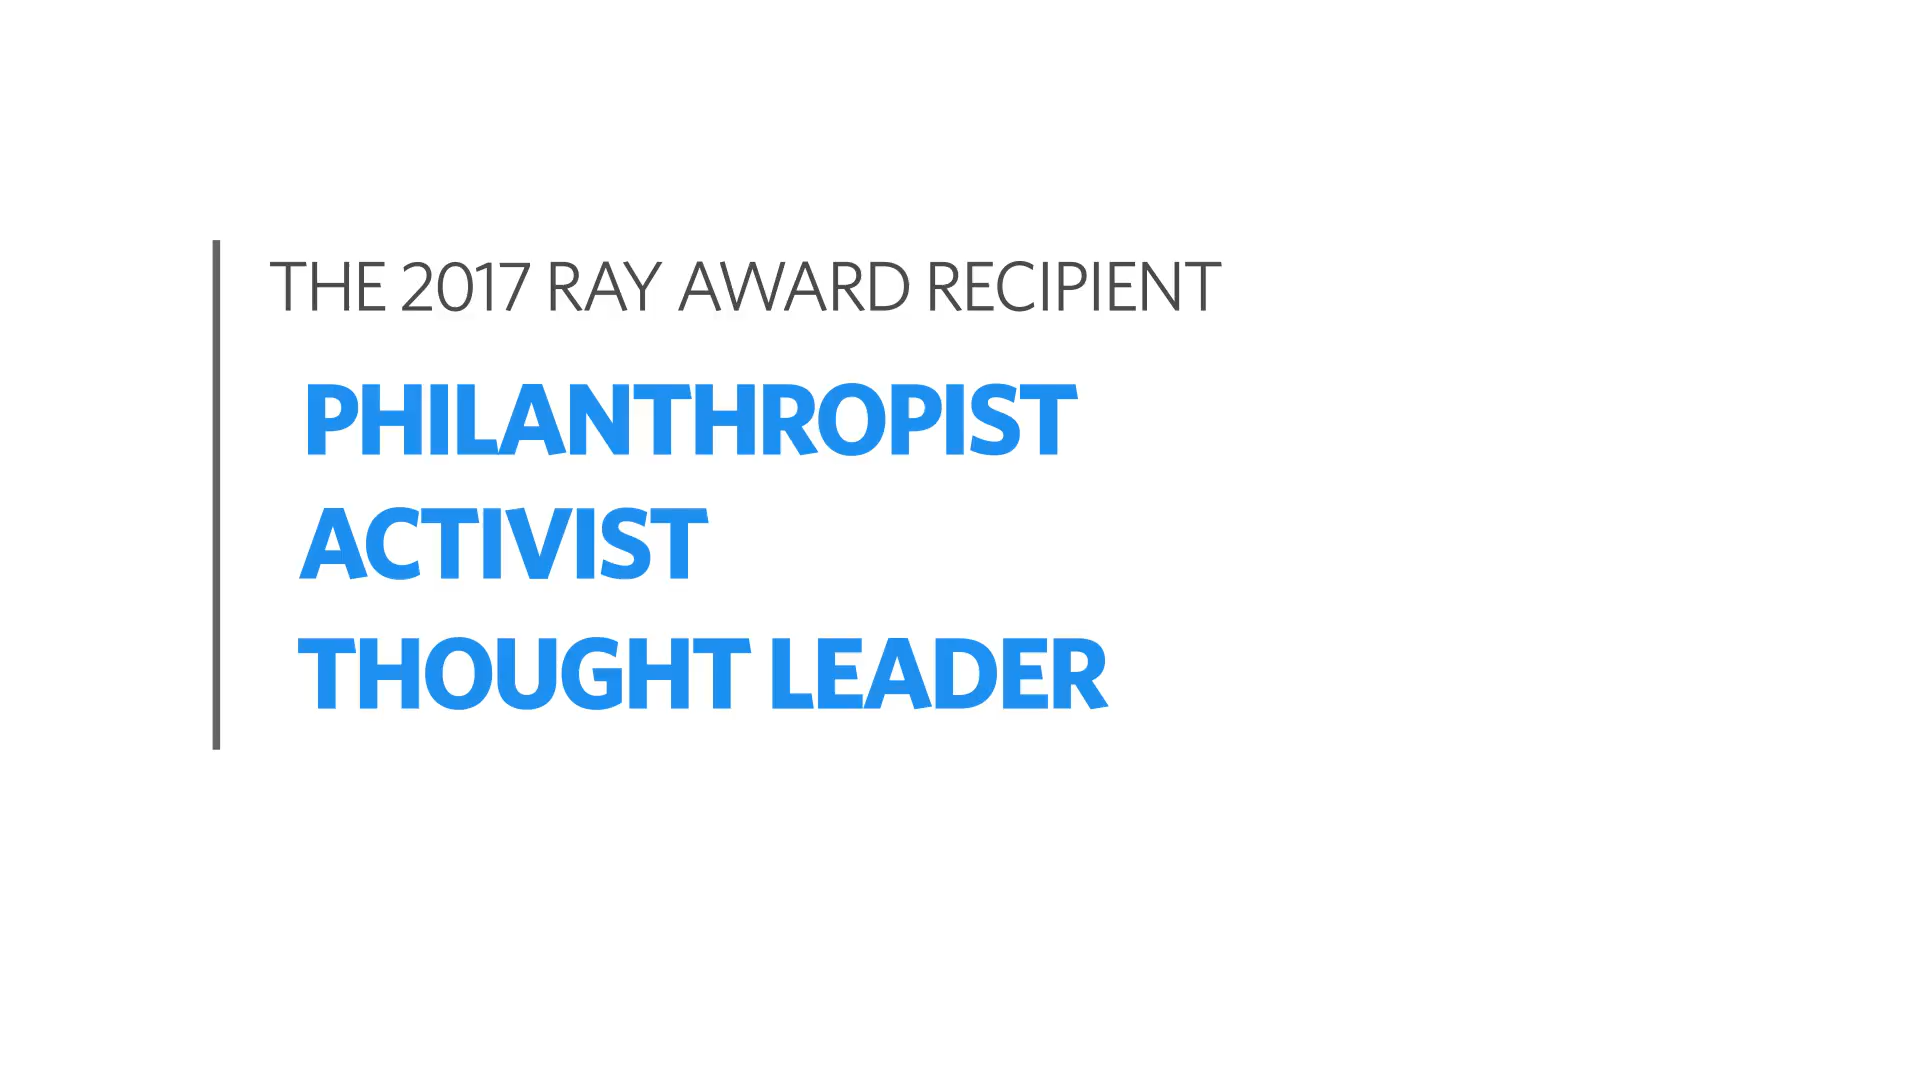 THE 2017 RAY AWARD RECIPIENT
PHILANTHROPIST
ACTIVIST
THOUGHT LEADER